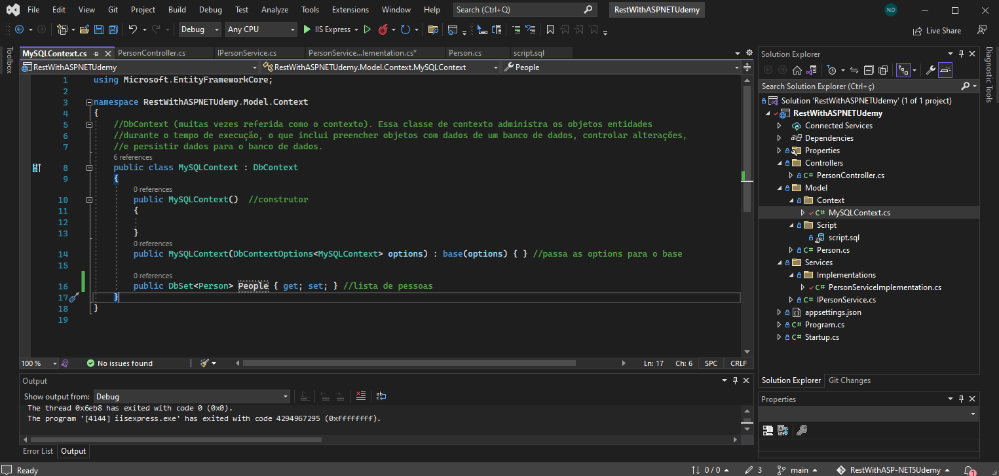 File Edit View Git Project Build Debug Test Analyze Tools Extensions Window Help Search (Ctrl+Q) RestWithASPNETUdemy ND
Debug Any CPU IIS Express Live Share
Toolbox
MySQLContext.cs PersonController.cs IPersonService.cs PersonService...lementation.cs* Person.cs script.sql
RestWithASPNETUdemy RestWithASPNETUdemy.Model.Context.MySQLContext People
1 using Microsoft.EntityFrameworkCore;
2
3 namespace RestWithASPNETUdemy.Model.Context
4 {
5 //DbContext (muitas vezes referida como o contexto). Essa classe de contexto administra os objetos entidades
6 //durante o tempo de execução, o que inclui preencher objetos com dados de um banco de dados, controlar alterações,
7 //e persistir dados para o banco de dados.
6 references
8 public class MySQLContext : DbContext
9 {
0 references
10 public MySQLContext() //construtor
11 {
12
13 }
0 references
14 public MySQLContext(DbContextOptions<MySQLContext> options) : base(options) { } //passa as options para o base
15
0 references
16 public DbSet<Person> People { get; set; } //lista de pessoas
17 }
18 }
19
100 % No issues found Ln: 17 Ch: 6 SPC CRLF
Output
Show output from: Debug
The thread 0x6eb8 has exited with code 0 (0x0).
The program '[4144] iisexpress.exe' has exited with code 4294967295 (0xffffffff).
Error List Output
Solution Explorer
Search Solution Explorer (Ctrl+ç)
Solution 'RestWithASPNETUdemy' (1 of 1 project)
RestWithASPNETUdemy
Connected Services
Dependencies
Properties
Controllers
C# PersonController.cs
Model
Context
C# MySQLContext.cs
Script
script.sql
C# Person.cs
Services
Implementations
C# PersonServiceImplementation.cs
C# IPersonService.cs
appsettings.json
C# Program.cs
C# Startup.cs
Solution Explorer Git Changes
Properties
Diagnostic Tools
Ready 0 / 0 3 main RestWithASP-NET5Udemy 1